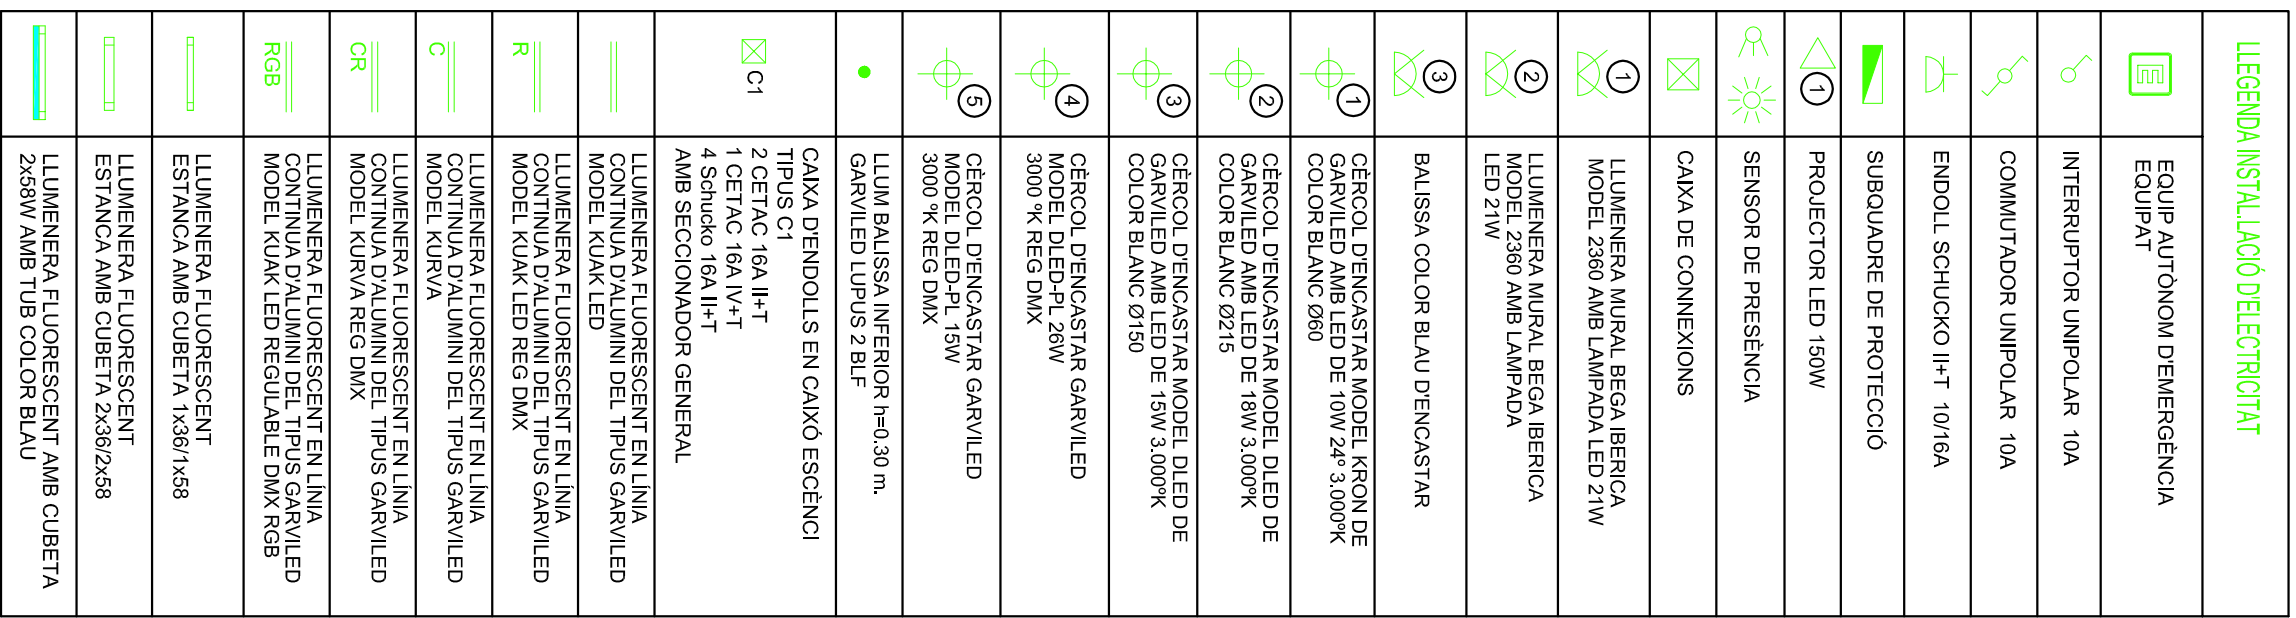 LLEGENDA INSTAL.LACIÓ D'ELECTRICITAT
E
EQUIP AUTÒNOM D'EMERGÈNCIA
EQUIPAT
INTERRUPTOR UNIPOLAR 10A
COMMUTADOR UNIPOLAR 10A
ENDOLL SCHUCKO II+T 10/16A
SUBQUADRE DE PROTECCIÓ
1
PROJECTOR LED 150W
SENSOR DE PRESÈNCIA
CAIXA DE CONNEXIONS
1
LLUMENERA MURAL BEGA IBERICA
MODEL 2360 AMB LAMPADA LED 21W
2
LLUMENERA MURAL BEGA IBERICA
MODEL 2360 AMB LAMPADA
LED 21W
3
BALISSA COLOR BLAU D'ENCASTAR
1
CÈRCOL D'ENCASTAR MODEL KRON DE
GARVILED AMB LED DE 10W 24º 3.000ºK
COLOR BLANC Ø60
2
CÈRCOL D'ENCASTAR MODEL DLED DE
GARVILED AMB LED DE 18W 3.000ºK
COLOR BLANC Ø215
3
CÈRCOL D'ENCASTAR MODEL DLED DE
GARVILED AMB LED DE 15W 3.000ºK
COLOR BLANC Ø150
4
CÈRCOL D'ENCASTAR GARVILED
MODEL DLED-PL 26W
3000 ºK REG DMX
5
CÈRCOL D'ENCASTAR GARVILED
MODEL DLED-PL 15W
3000 ºK REG DMX
LLUM BALISSA INFERIOR h=0.30 m.
GARVILED LUPUS 2 BLF
C1
CAIXA D'ENDOLLS EN CAIXÓ ESCÈNCI
TIPUS C1
2 CETAC 16A II+T
1 CETAC 16A IV+T
4 Schucko 16A II+T
AMB SECCIONADOR GENERAL
LLUMENERA FLUORESCENT EN LÍNIA
CONTINUA D'ALUMINI DEL TIPUS GARVILED
MODEL KUAK LED
R
LLUMENERA FLUORESCENT EN LÍNIA
CONTINUA D'ALUMINI DEL TIPUS GARVILED
MODEL KUAK LED REG DMX
C
LLUMENERA FLUORESCENT EN LÍNIA
CONTINUA D'ALUMINI DEL TIPUS GARVILED
MODEL KURVA
CR
LLUMENERA FLUORESCENT EN LÍNIA
CONTINUA D'ALUMINI DEL TIPUS GARVILED
MODEL KURVA REG DMX
RGB
LLUMENERA FLUORESCENT EN LÍNIA
CONTINUA D'ALUMINI DEL TIPUS GARVILED
MODEL KUAK LED REGULABLE DMX RGB
LLUMENERA FLUORESCENT
ESTANCA AMB CUBETA 1x36/1x58
LLUMENERA FLUORESCENT
ESTANCA AMB CUBETA 2x36/2x58
LLUMENERA FLUORESCENT AMB CUBETA
2x58W AMB TUB COLOR BLAU